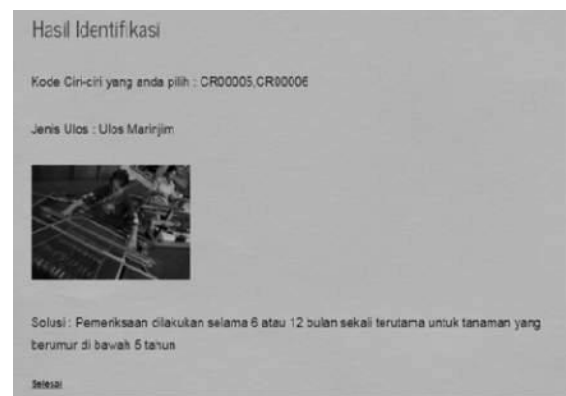 Hasil Identifikasi
Kode Ciri-ciri yang anda pilih : CR00005,CR00006
Jenis Ulos : Ulos Marinjim
Solusi : Pemeriksaan dilakukan selama 6 atau 12 bulan sekali terutama untuk tanaman yang
berumur di bawah 5 tahun
Selesai